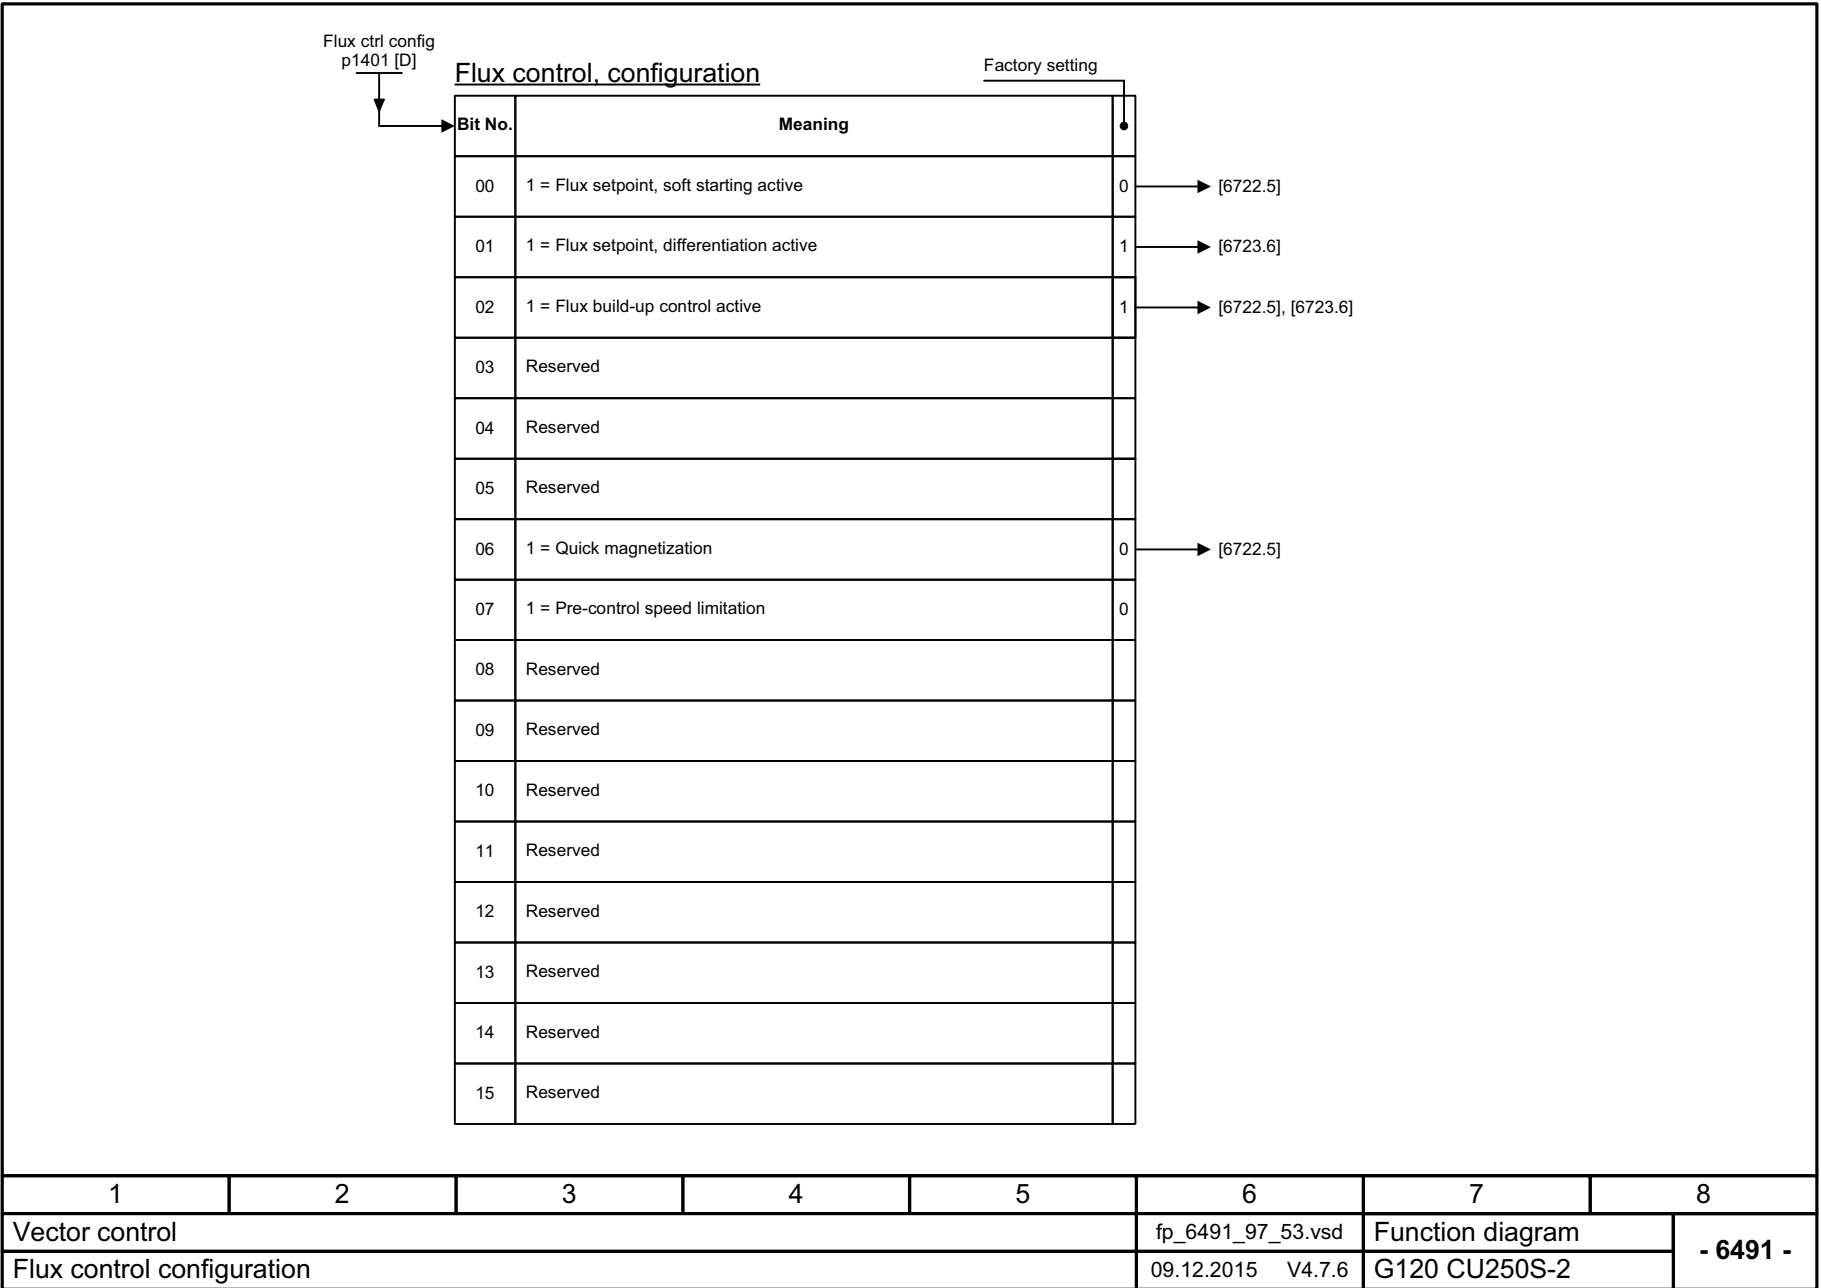 Flux ctrl config
p1401 [D]
Flux control, configuration
Factory setting
Bit No. Meaning
00 1 = Flux setpoint, soft starting active 0 [6722.5]
01 1 = Flux setpoint, differentiation active 1 [6723.6]
02 1 = Flux build-up control active 1 [6722.5], [6723.6]
03 Reserved
04 Reserved
05 Reserved
06 1 = Quick magnetization 0 [6722.5]
07 1 = Pre-control speed limitation 0
08 Reserved
09 Reserved
10 Reserved
11 Reserved
12 Reserved
13 Reserved
14 Reserved
15 Reserved
1 2 3 4 5 6 7 8
Vector control fp_6491_97_53.vsd Function diagram
- 6491 -
Flux control configuration 09.12.2015 V4.7.6 G120 CU250S-2